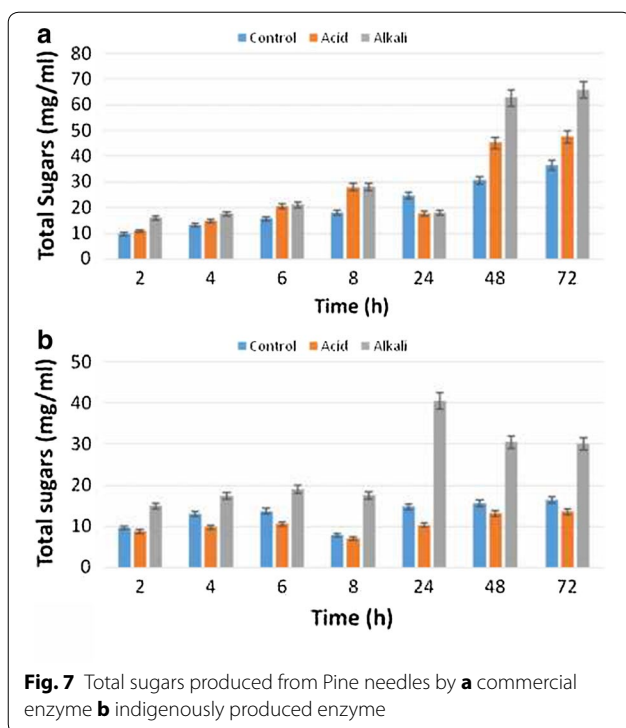 a
Control Acid Alkali
80
70
60
50
40
30
20
10
0
Total Sugars (mg/ml)
2 4 6 8 24 48 72
Time (h)
b
Control Acid Alkali
50
40
30
20
10
0
Total sugars (mg/ml)
2 4 6 8 24 48 72
Time (h)
Fig. 7 Total sugars produced from Pine needles by a commercial
enzyme b indigenously produced enzyme